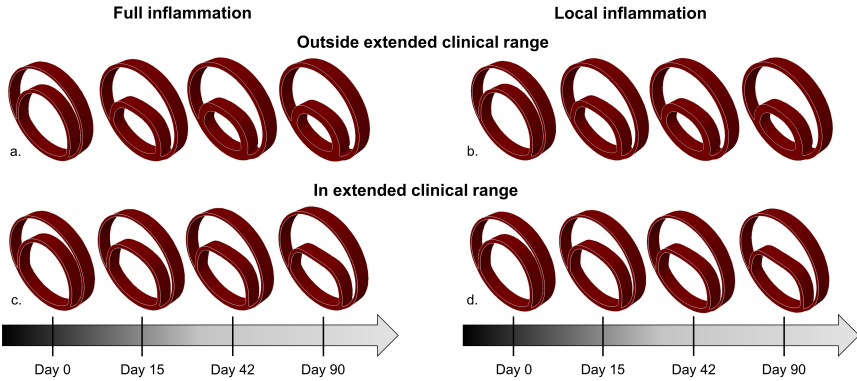 Full inflammation
Local inflammation
Outside extended clinical range
a.
b.
In extended clinical range
c.
d.
Day 0 Day 15 Day 42 Day 90
Day 0 Day 15 Day 42 Day 90